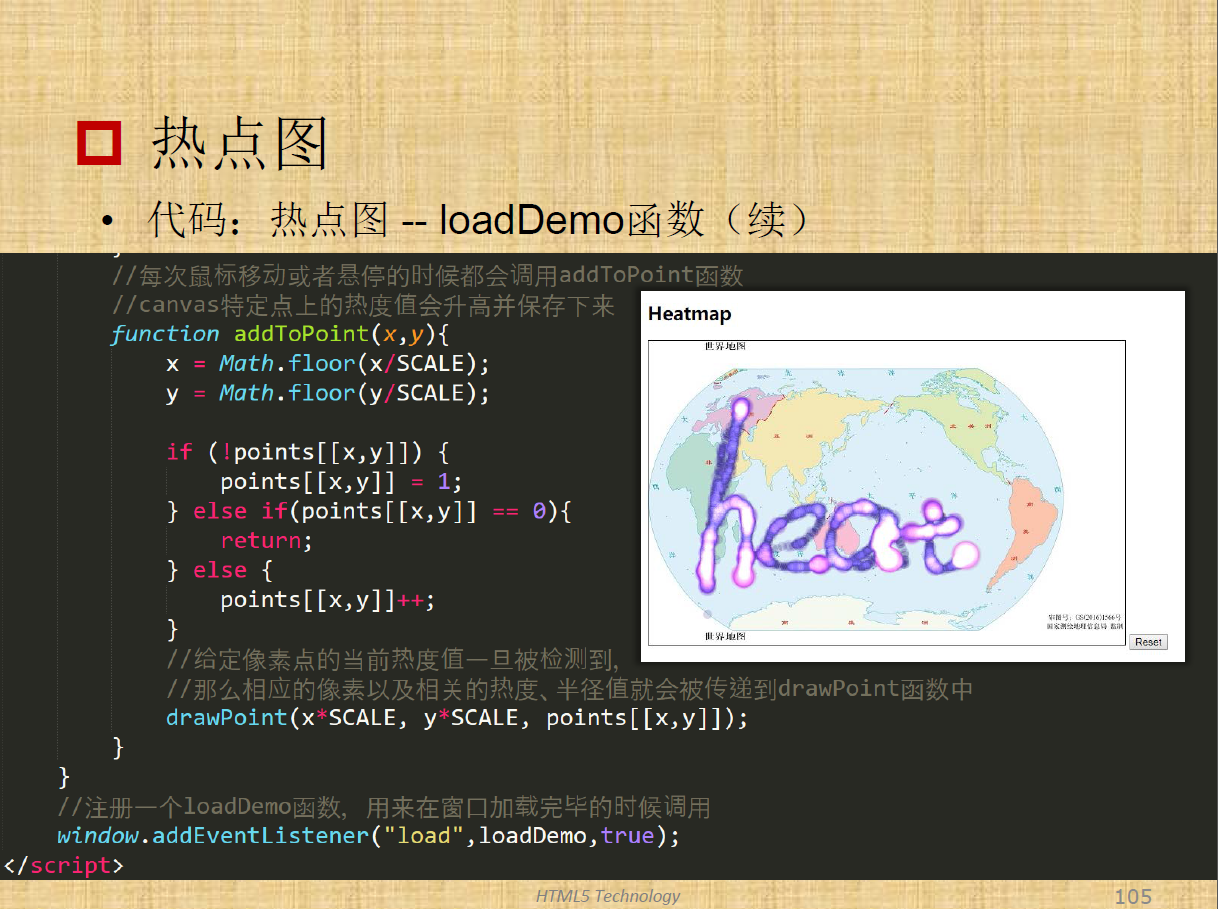 热点图
• 代码：热点图 -- loadDemo函数（续）
//每次鼠标移动或者悬停的时候都会调用addToPoint函数
//canvas特定点上的热度值会升高并保存下来
function addToPoint(x,y){
x = Math.floor(x/SCALE);
y = Math.floor(y/SCALE);
if (!points[[x,y]]) {
points[[x,y]] = 1;
} else if(points[[x,y]] == 0){
return;
} else {
points[[x,y]]++;
}
//给定像素点的当前热度值一旦被检测到，
//那么相应的像素以及相关的热度、半径值就会被传递到drawPoint函数中
drawPoint(x*SCALE, y*SCALE, points[[x,y]]);
}
}
//注册一个loadDemo函数，用来在窗口加载完毕的时候调用
window.addEventListener("load",loadDemo,true);
</script>
Heatmap
世界地图
heat
世界地图
Reset
HTML5 Technology
105